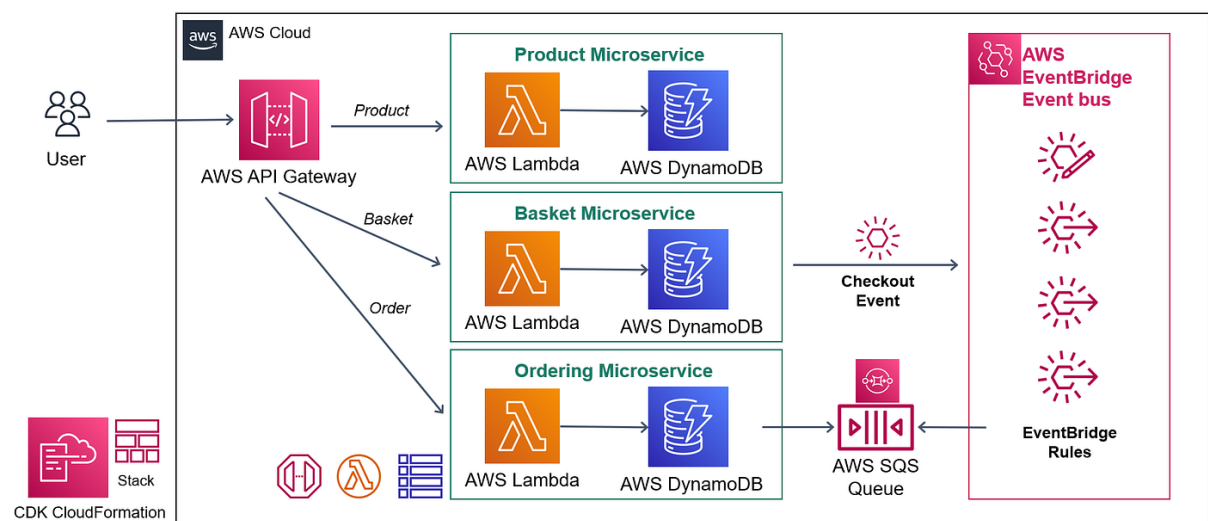 aws
AWS Cloud
User
AWS API Gateway
Product
Basket
Order
Product Microservice
AWS Lambda
AWS DynamoDB
Basket Microservice
AWS Lambda
AWS DynamoDB
Ordering Microservice
AWS Lambda
AWS DynamoDB
Checkout
Event
AWS SQS
Queue
AWS
EventBridge
Event bus
EventBridge
Rules
Stack
CDK CloudFormation